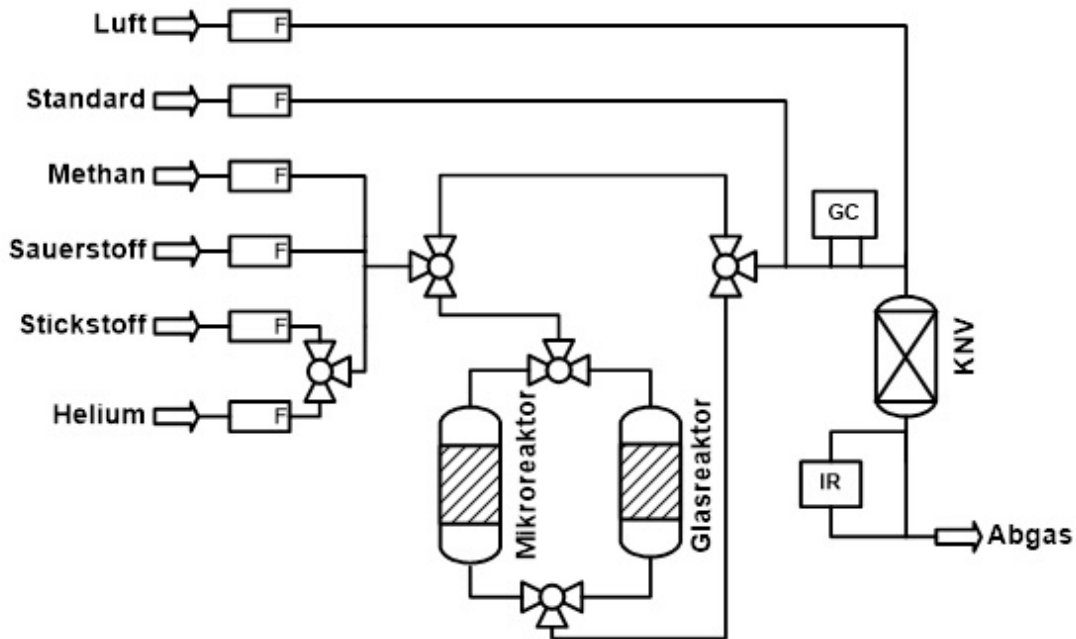 Luft
F
Standard
F
Methan
F
GC
Sauerstoff
F
Stickstoff
F
KNV
Helium
F
Mikroreaktor
Glasreaktor
IR
Abgas